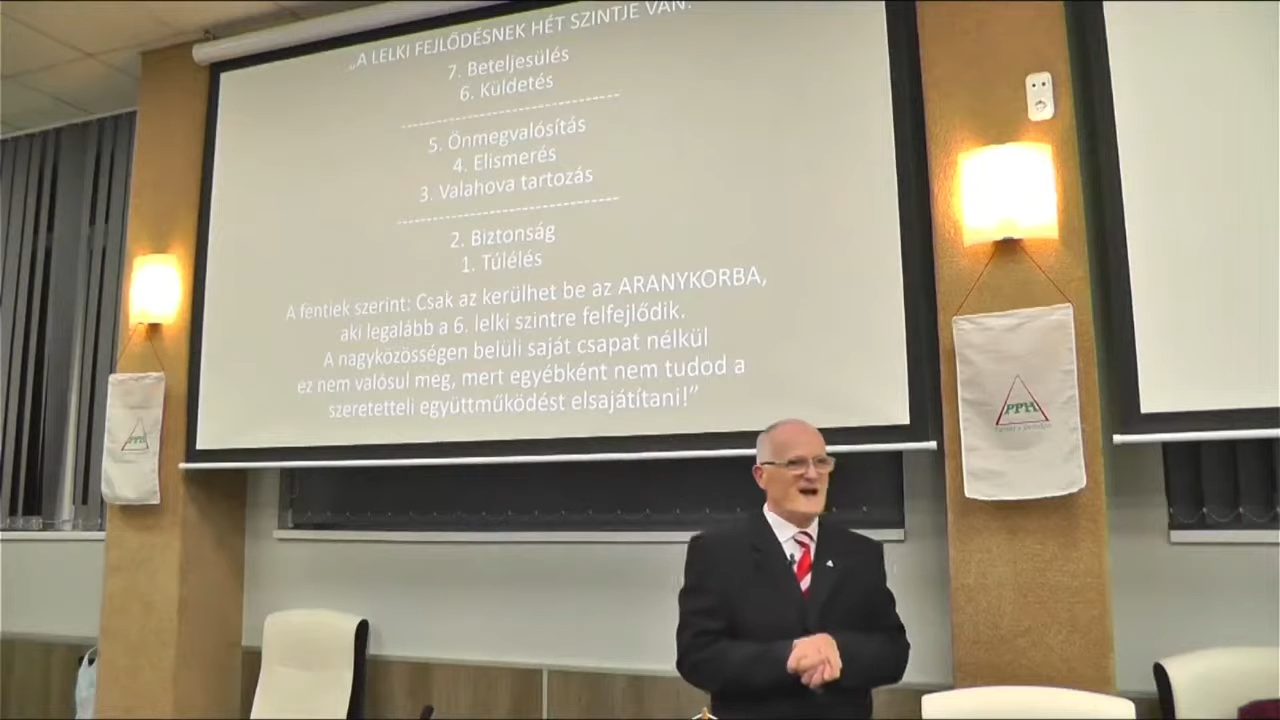 „A LELKI FEJLŐDÉSNEK HÉT SZINTJE VAN:
7. Beteljesülés
6. Küldetés
5. Önmegvalósítás
4. Elismerés
3. Valahova tartozás
2. Biztonság
1. Túlélés
A fentiek szerint: Csak az kerülhet be az ARANYKORBA,
aki legalább a 6. lelki szintre felfejlődik.
A nagyközösségen belüli saját csapat nélkül
ez nem valósul meg, mert egyébként nem tudod a
szeretetteli együttműködést elsajátítani!”
PPH
PPH